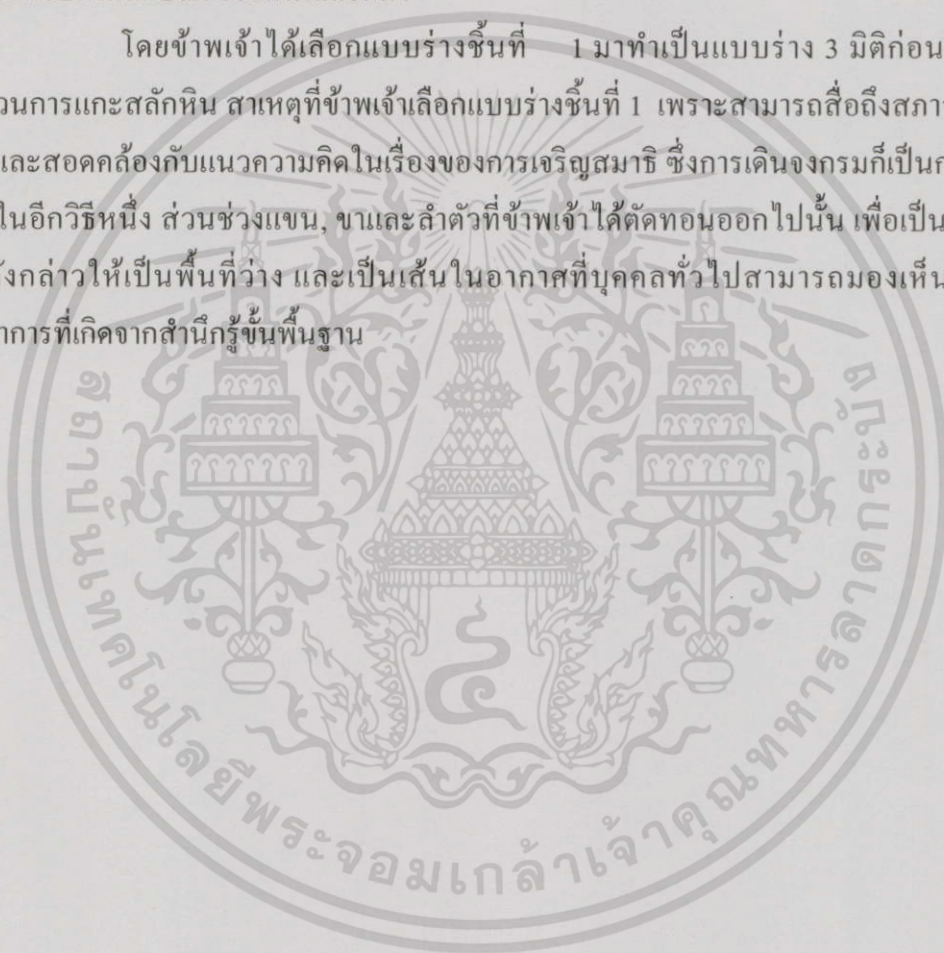 โดยข้าพเจ้าได้เลือกแบบร่างชิ้นที่ 1 มาทำเป็นแบบร่าง 3 มิติก่อน
วนการแกะสลักหิน สาเหตุที่ข้าพเจ้าเลือกแบบร่างชิ้นที่ 1 เพราะสามารถสื่อถึงสภา
และสอดคล้องกับแนวความคิดในเรื่องของการเจริญสมาธิ ซึ่งการเดินจงกรมก็เป็นก
ในอีกวิธีหนึ่ง ส่วนช่วงแขน, ขาและลำตัวที่ข้าพเจ้าได้ตัดทอนออกไปนั้น เพื่อเป็น
ังกล่าวให้เป็นพื้นที่ว่าง และเป็นเส้นในอากาศที่บุคคลทั่วไปสามารถมองเห็น
าการที่เกิดจากสำนึกรู้ขั้นพื้นฐาน
สถาบันเทคโนโลยีพระจอมเกล้าเจ้าคุณทหารลาดกระบัง
๔